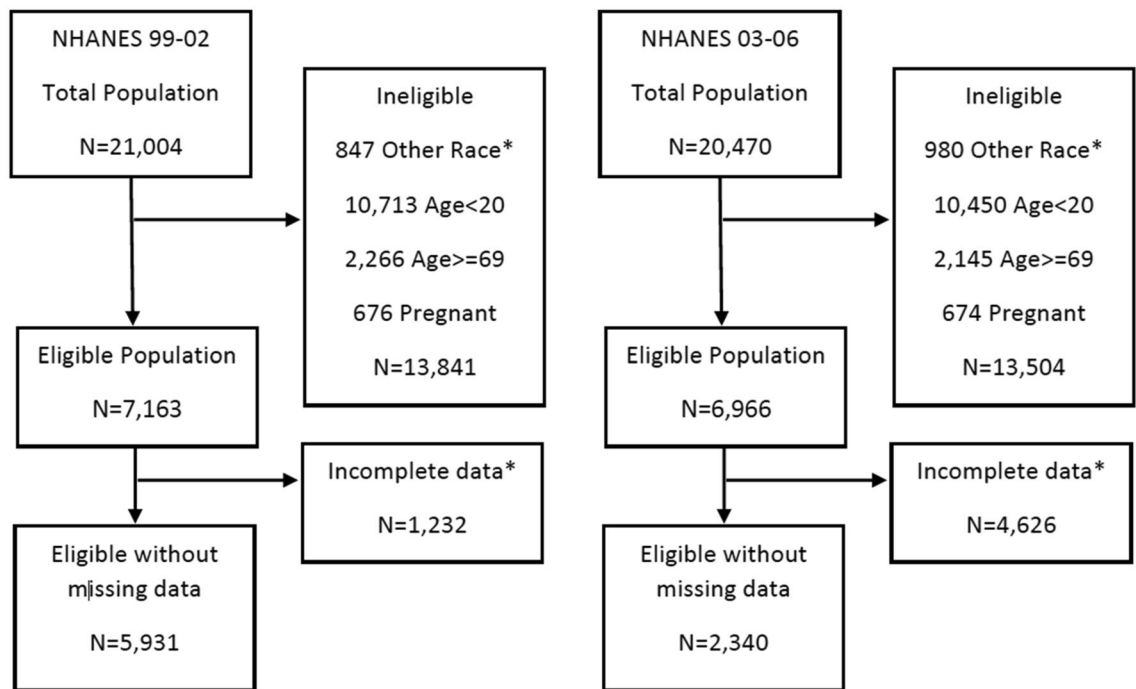 NHANES 99-02
Total Population
N=21,004
Ineligible
847 Other Race*
10,713 Age<20
2,266 Age>=69
676 Pregnant
N=13,841
Eligible Population
N=7,163
Incomplete data*
N=1,232
Eligible without
missing data
N=5,931
NHANES 03-06
Total Population
N=20,470
Ineligible
980 Other Race*
10,450 Age<20
2,145 Age>=69
674 Pregnant
N=13,504
Eligible Population
N=6,966
Incomplete data*
N=4,626
Eligible without
missing data
N=2,340